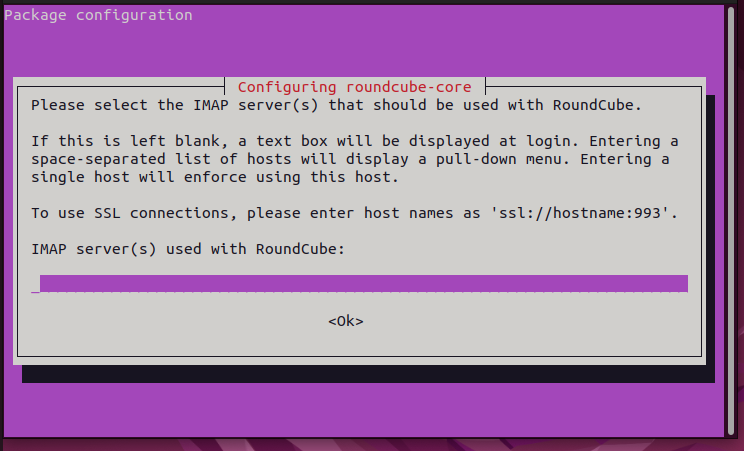 Package configuration
Configuring roundcube-core
Please select the IMAP server(s) that should be used with RoundCube.
If this is left blank, a text box will be displayed at login. Entering a
space-separated list of hosts will display a pull-down menu. Entering a
single host will enforce using this host.
To use SSL connections, please enter host names as 'ssl://hostname:993'.
IMAP server(s) used with RoundCube:
<Ok>